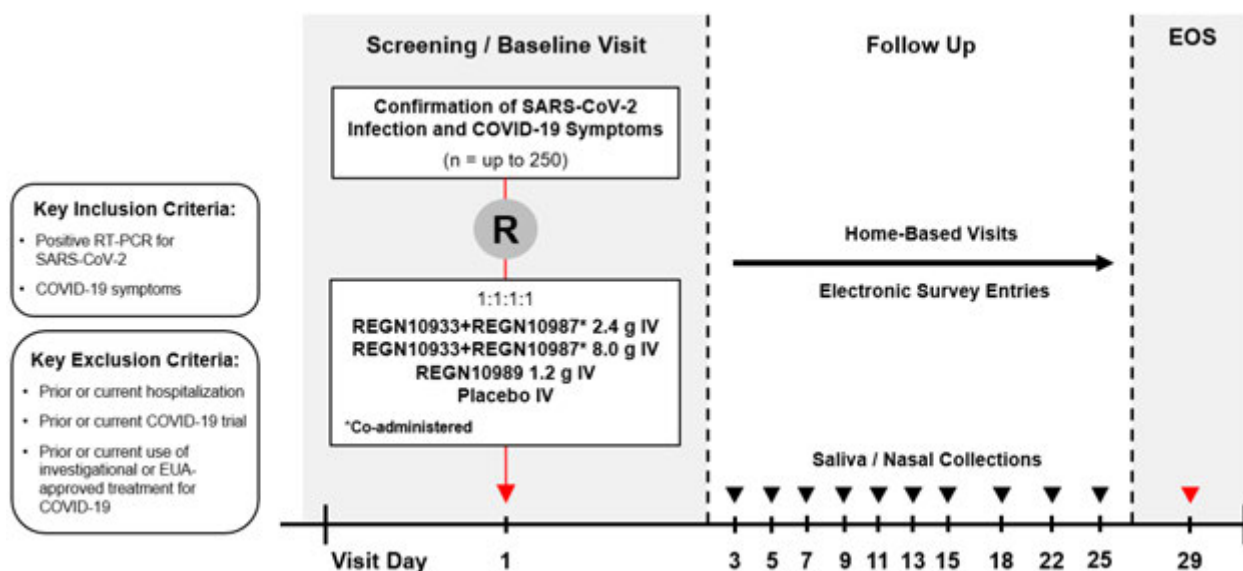 Screening / Baseline Visit
Follow Up
EOS
Confirmation of SARS-CoV-2
Infection and COVID-19 Symptoms
(n = up to 250)
Key Inclusion Criteria:
• Positive RT-PCR for
SARS-CoV-2
• COVID-19 symptoms
R
Home-Based Visits
Electronic Survey Entries
1:1:1:1
REGN10933+REGN10987* 2.4 g IV
REGN10933+REGN10987* 8.0 g IV
REGN10989 1.2 g IV
Placebo IV
*Co-administered
Key Exclusion Criteria:
• Prior or current hospitalization
• Prior or current COVID-19 trial
• Prior or current use of
investigational or EUA-
approved treatment for
COVID-19
Saliva / Nasal Collections
Visit Day 1 3 5 7 9 11 13 15 18 22 25 29